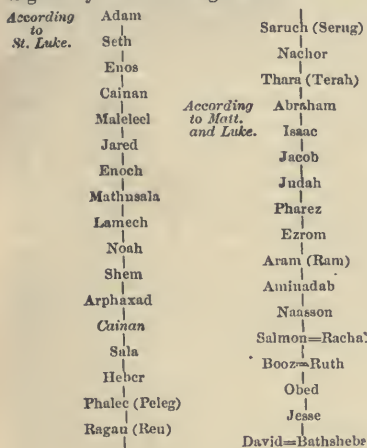 According
to
St. Luke.
Adam
Seth
Enos
Cainan
Maleleel
Jared
Enoch
Mathusala
Lamech
Noah
Shem
Arphaxad
Cainan
Sala
Heber
Phalec (Peleg)
Ragau (Reu)
Saruch (Serug)
Nachor
Thara (Terah)
According
to Matt.
and Luke.
Abraham
Isaac
Jacob
Judah
Pharez
Ezrom
Aram (Ram)
Aminadab
Naasson
Salmon=Racha
Booz=Ruth
Obed
Jesse
David=Bathsheb